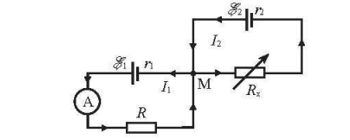 ℰ₂ r₂
I₂
ℰ₁ r₁
I₁ M Rₓ
A R